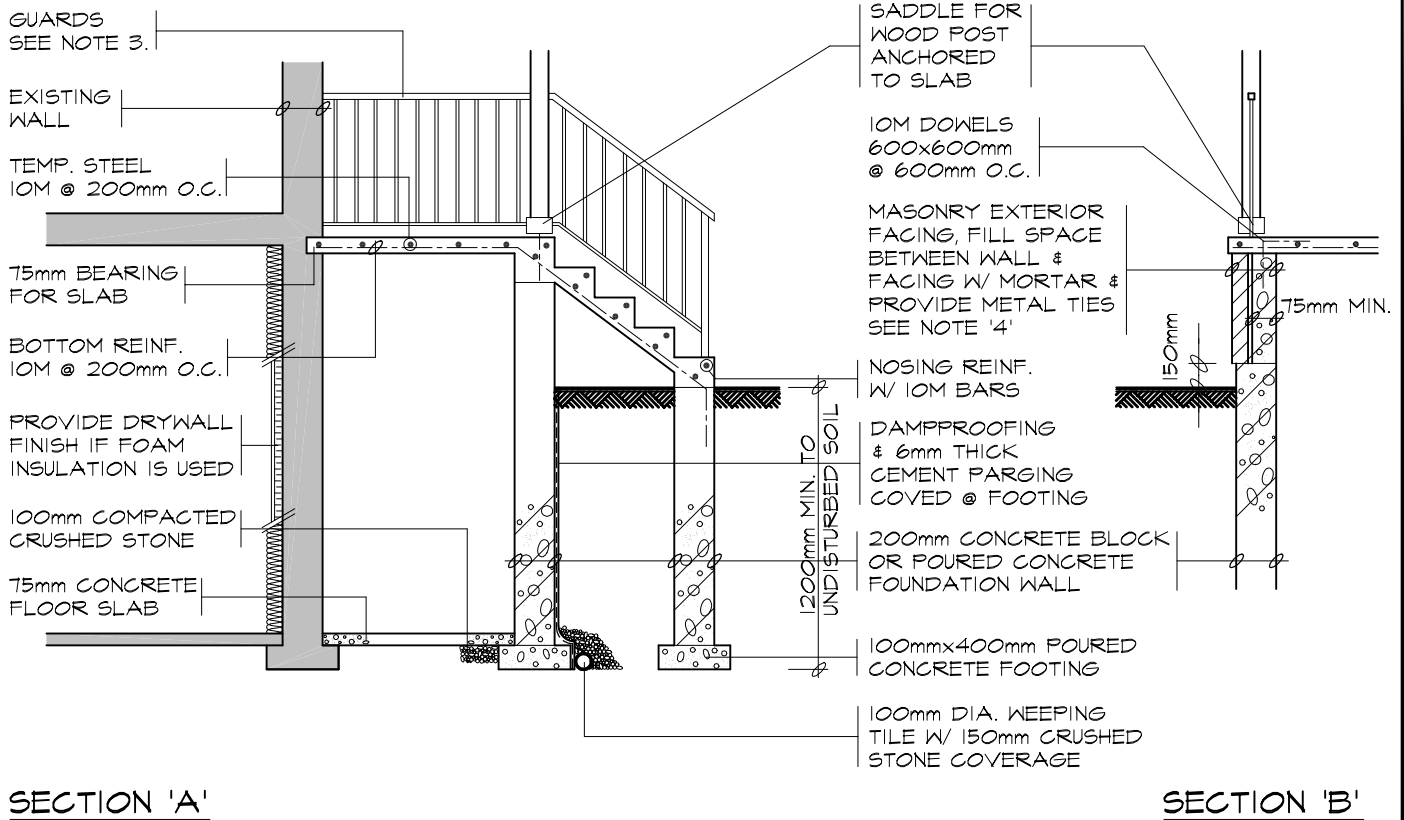 GUARDS
SEE NOTE 3.
EXISTING
WALL
TEMP. STEEL
10M @ 200mm O.C.
75mm BEARING
FOR SLAB
BOTTOM REINF.
10M @ 200mm O.C.
PROVIDE DRYWALL
FINISH IF FOAM
INSULATION IS USED
100mm COMPACTED
CRUSHED STONE
75mm CONCRETE
FLOOR SLAB
SADDLE FOR
WOOD POST
ANCHORED
TO SLAB
10M DOWELS
600x600mm
@ 600mm O.C.
MASONRY EXTERIOR
FACING, FILL SPACE
BETWEEN WALL &
FACING W/ MORTAR &
PROVIDE METAL TIES
SEE NOTE '4'
NOSING REINF.
W/ 10M BARS
DAMPPROOFING
& 6mm THICK
CEMENT PARGING
COVED @ FOOTING
200mm CONCRETE BLOCK
OR POURED CONCRETE
FOUNDATION WALL
100mmx400mm POURED
CONCRETE FOOTING
100mm DIA. WEEPING
TILE W/ 150mm CRUSHED
STONE COVERAGE
1200mm MIN. TO
UNDISTURBED SOIL
150mm
75mm MIN.
SECTION 'A'
SECTION 'B'